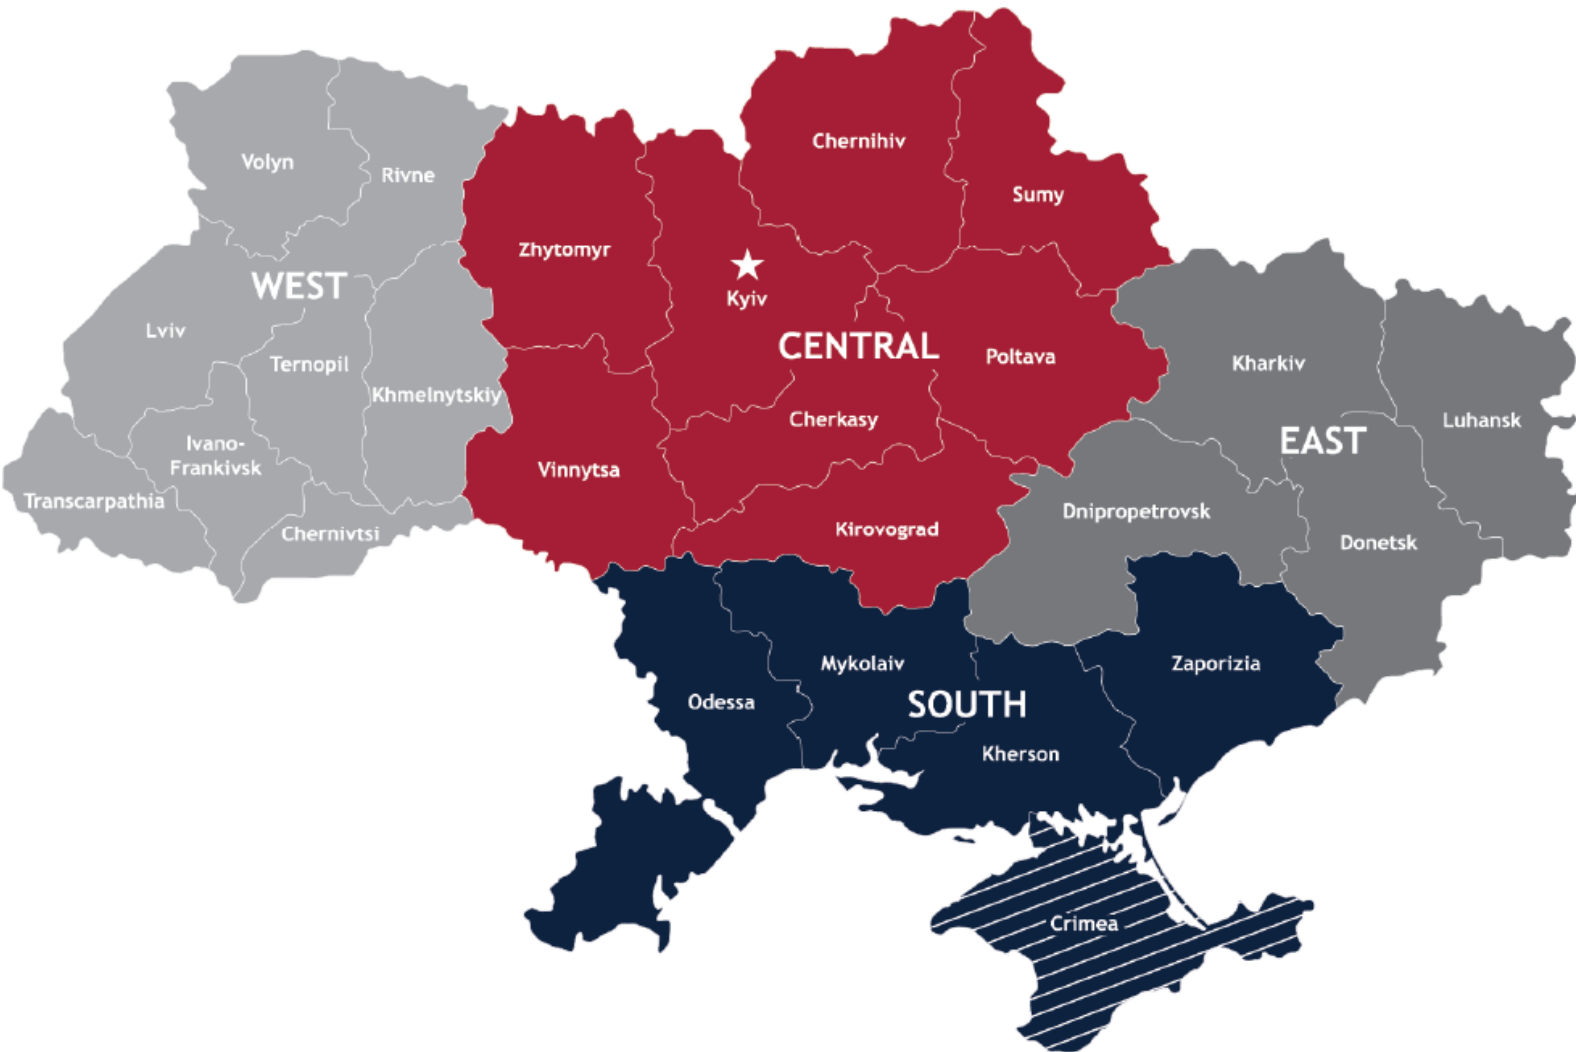 Chernihiv
Volyn
Rivne
Sumy
Zhytomyr
WEST
Kyiv
Lviv
CENTRAL
Ternopil
Poltava
Kharkiv
Khmelnytskiy
Cherkasy
Luhansk
EAST
Ivano-
Frankivsk
Vinnytsa
Transcarpathia
Dnipropetrovsk
Chernivtsi
Kirovograd
Donetsk
Mykolaiv
Zaporizia
Odessa
SOUTH
Kherson
Crimea